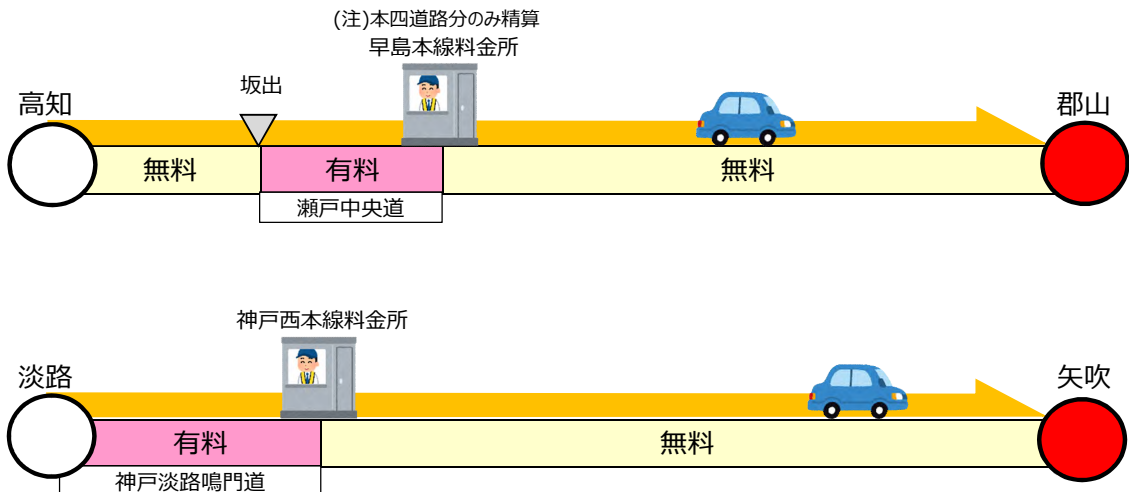 (注)本四道路分のみ精算
早島本線料金所
坂出
高知
郡山
無料
有料
無料
瀬戸中央道
神戸西本線料金所
淡路
矢吹
有料
無料
神戸淡路鳴門道